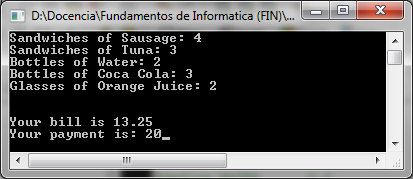 D:\Docencia\Fundamentos de Informatica (FIN)\...
Sandwiches of Sausage: 4
Sandwiches of Tuna: 3
Bottles of Water: 2
Bottles of Coca Cola: 3
Glasses of Orange Juice: 2
Your bill is 13.25
Your payment is: 20_